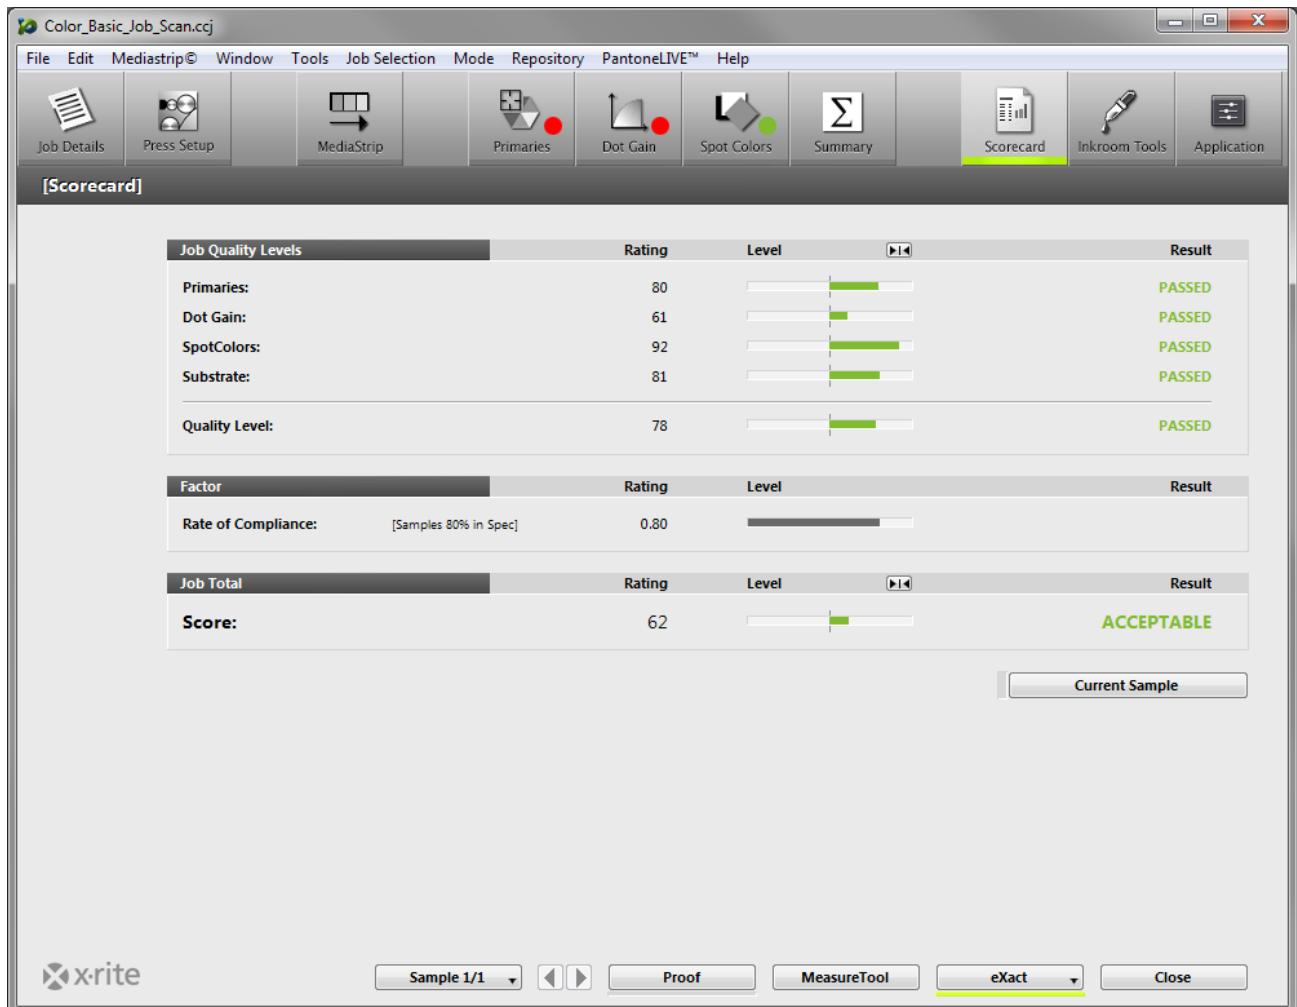 Color_Basic_Job_Scan.ccj
File Edit Mediastrip© Window Tools Job Selection Mode Repository PantoneLIVE™ Help
Job Details Press Setup MediaStrip Primaries Dot Gain Spot Colors Σ Summary Scorecard Inkroom Tools Application
[Scorecard]
Job Quality Levels Rating Level Result
Primaries: 80 PASSED
Dot Gain: 61 PASSED
SpotColors: 92 PASSED
Substrate: 81 PASSED
Quality Level: 78 PASSED
Factor Rating Level Result
Rate of Compliance: [Samples 80% in Spec] 0.80
Job Total Rating Level Result
Score: 62 ACCEPTABLE
Current Sample
x·rite Sample 1/1 Proof MeasureTool eXact Close